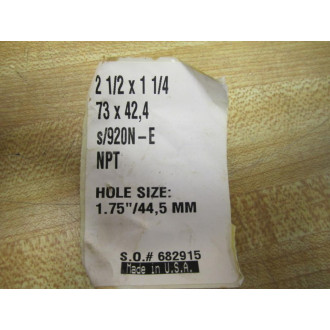 2 1/2 x 1 1/4
73 x 42,4
s/920N-E
NPT
HOLE SIZE:
1.75"/44,5 MM
S.O.# 682915
Made in U.S.A.